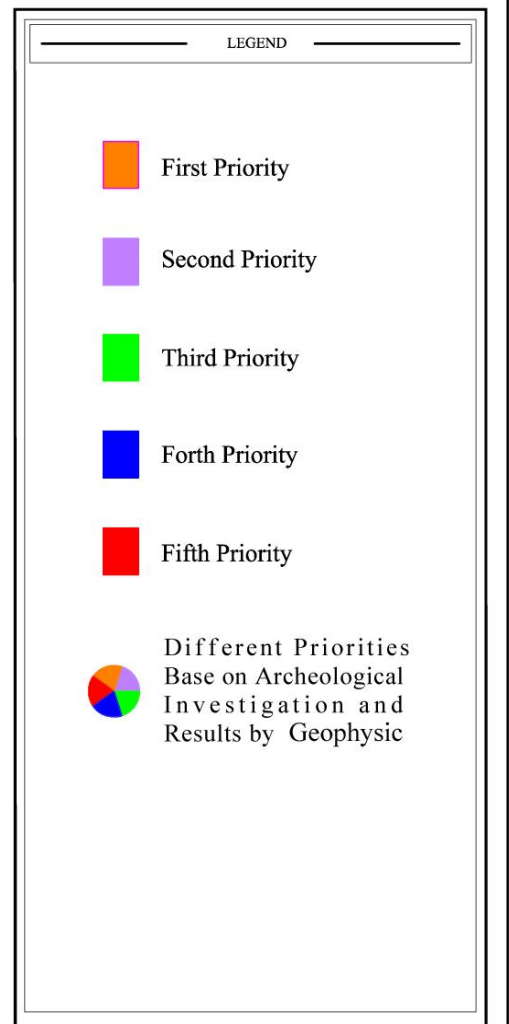 LEGEND
First Priority
Second Priority
Third Priority
Forth Priority
Fifth Priority
Different Priorities
Base on Archeological
Investigation and
Results by Geophysic